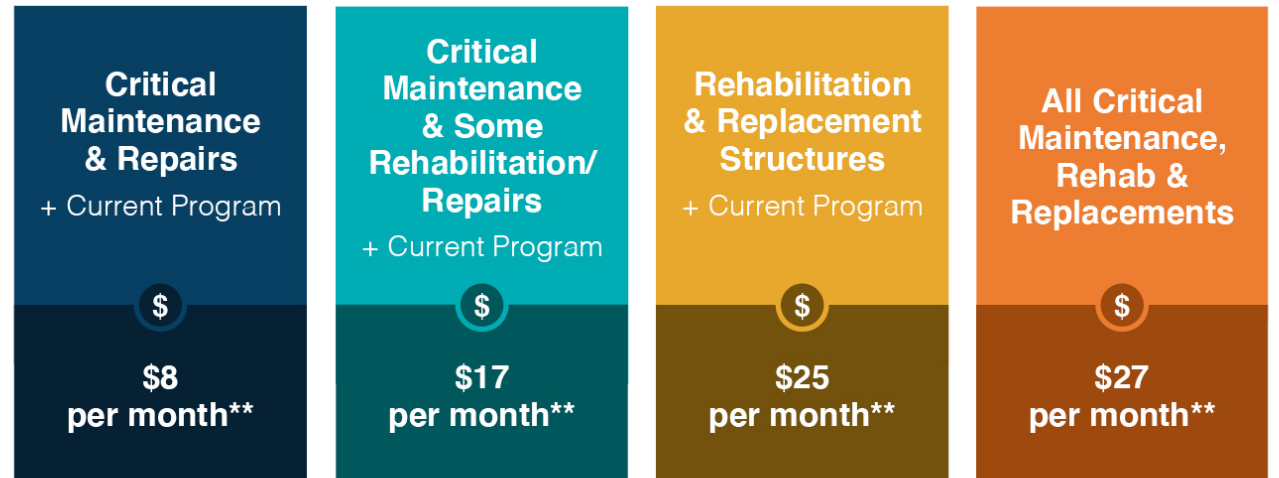 Critical
Maintenance
& Repairs
+ Current Program
$
$8
per month**
Critical
Maintenance
& Some
Rehabilitation/
Repairs
+ Current Program
$
$17
per month**
Rehabilitation
& Replacement
Structures
+ Current Program
$
$25
per month**
All Critical
Maintenance,
Rehab &
Replacements
$
$27
per month**